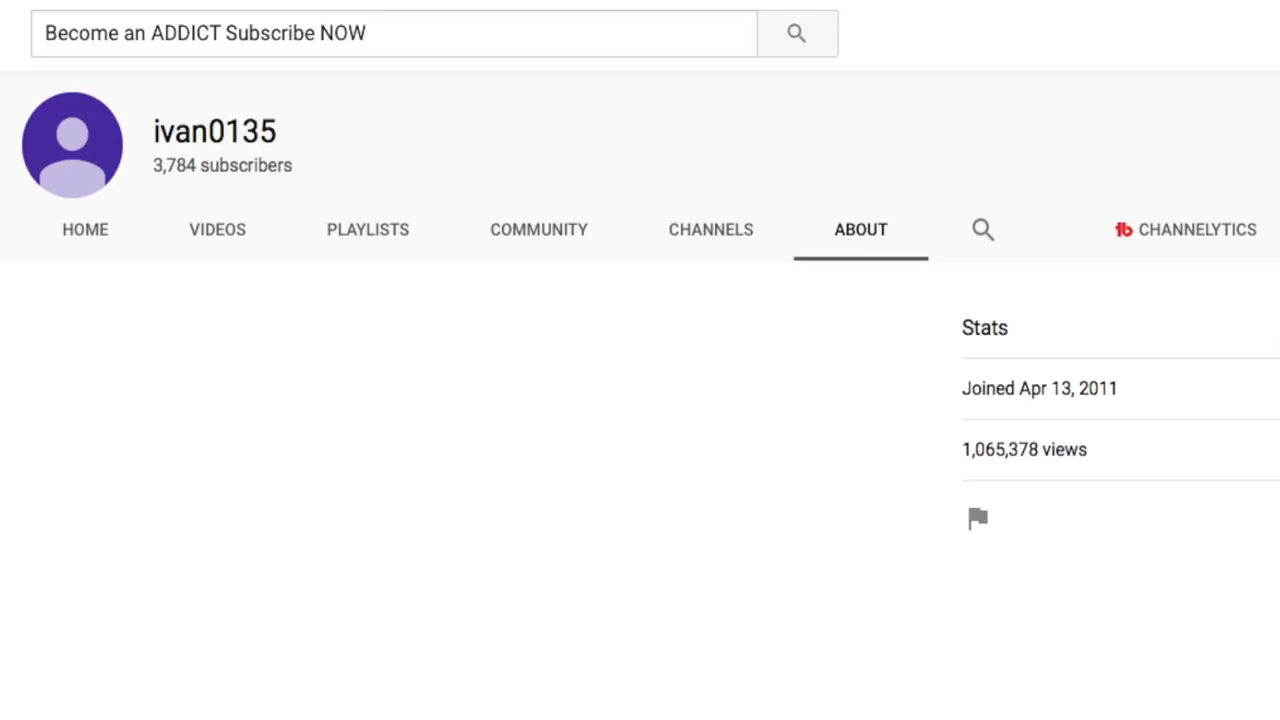 Become an ADDICT Subscribe NOW
ivan0135
3,784 subscribers
HOME VIDEOS PLAYLISTS COMMUNITY CHANNELS ABOUT tb CHANNELYTICS
Stats
Joined Apr 13, 2011
1,065,378 views